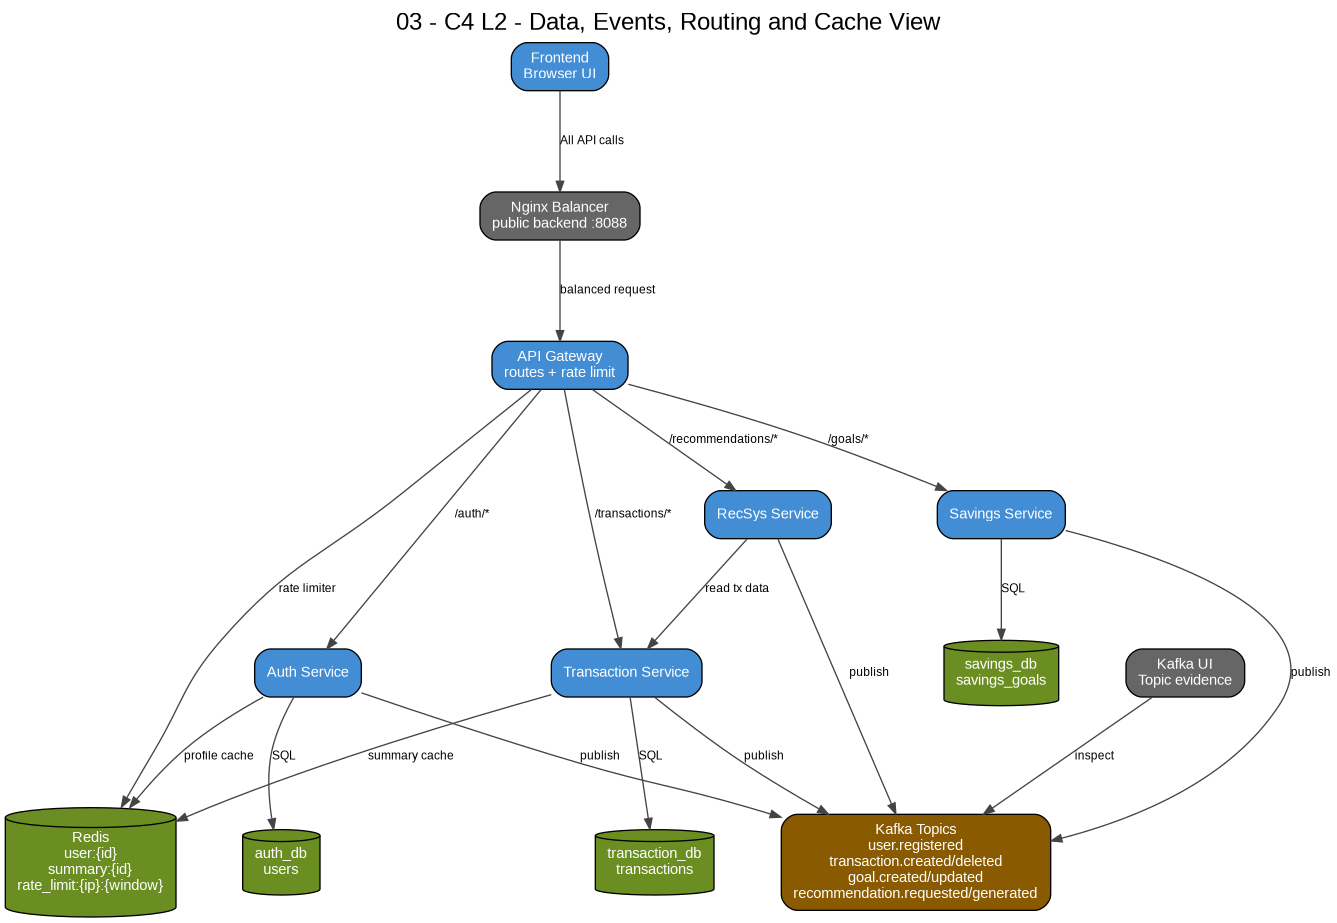 03 - C4 L2 - Data, Events, Routing and Cache View
Frontend
Browser UI
All API calls
Nginx Balancer
public backend :8088
balanced request
API Gateway
routes + rate limit
/recommendations/*
/goals/*
/auth/*
/transactions/*
RecSys Service
Savings Service
rate limiter
read tx data
SQL
Auth Service
Transaction Service
publish
savings_db
savings_goals
Kafka UI
Topic evidence
publish
profile cache
SQL
summary cache
publish
SQL
publish
inspect
Redis
user:{id}
summary:{id}
rate_limit:{ip}:{window}
auth_db
users
transaction_db
transactions
Kafka Topics
user.registered
transaction.created/deleted
goal.created/updated
recommendation.requested/generated